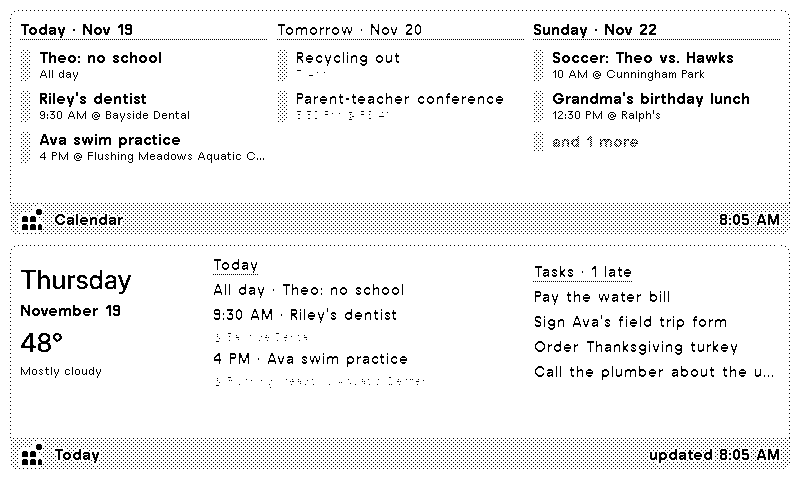 Today · Nov 19
Theo: no school
All day
Riley's dentist
9:30 AM @ Bayside Dental
Ava swim practice
4 PM @ Flushing Meadows Aquatic C...
Tomorrow · Nov 20
Recycling out
Parent-teacher conference
Sunday · Nov 22
Soccer: Theo vs. Hawks
10 AM @ Cunningham Park
Grandma's birthday lunch
12:30 PM @ Ralph's
and 1 more
Calendar
8:05 AM
Thursday
November 19
48°
Mostly cloudy
Today
All day · Theo: no school
9:30 AM · Riley's dentist
4 PM · Ava swim practice
Tasks · 1 late
Pay the water bill
Sign Ava's field trip form
Order Thanksgiving turkey
Call the plumber about the u...
Today
updated 8:05 AM